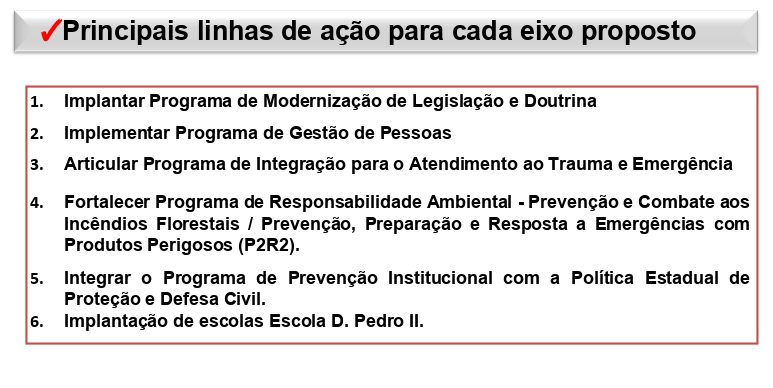 ✓Principais linhas de ação para cada eixo proposto
1. Implantar Programa de Modernização de Legislação e Doutrina
2. Implementar Programa de Gestão de Pessoas
3. Articular Programa de Integração para o Atendimento ao Trauma e Emergência
4. Fortalecer Programa de Responsabilidade Ambiental - Prevenção e Combate aos
Incêndios Florestais / Prevenção, Preparação e Resposta a Emergências com
Produtos Perigosos (P2R2).
5. Integrar o Programa de Prevenção Institucional com a Política Estadual de
Proteção e Defesa Civil.
6. Implantação de escolas Escola D. Pedro II.